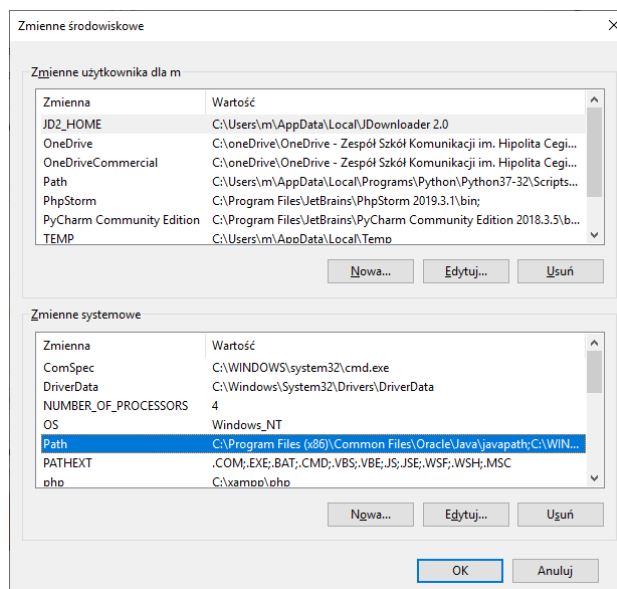 Zmienne środowiskowe
Zmienne użytkownika dla m
Zmienna Wartość
JD2_HOME C:\Users\m\AppData\Local\JDownloader 2.0
OneDrive C:\oneDrive\OneDrive - Zespół Szkół Komunikacji im. Hipolita Cegi...
OneDriveCommercial C:\oneDrive\OneDrive - Zespół Szkół Komunikacji im. Hipolita Cegi...
Path C:\Users\m\AppData\Local\Programs\Python\Python37-32\Scripts...
PhpStorm C:\Program Files\JetBrains\PhpStorm 2019.3.1\bin;
PyCharm Community Edition C:\Program Files\JetBrains\PyCharm Community Edition 2018.3.5\b...
TEMP C:\Users\m\AppData\Local\Temp
Nowa... Edytuj... Usuń
Zmienne systemowe
Zmienna Wartość
ComSpec C:\WINDOWS\system32\cmd.exe
DriverData C:\Windows\System32\Drivers\DriverData
NUMBER_OF_PROCESSORS 4
OS Windows_NT
Path C:\Program Files (x86)\Common Files\Oracle\Java\javapath;C:\WIN...
PATHEXT .COM;.EXE;.BAT;.CMD;.VBS;.VBE;.JS;.JSE;.WSF;.WSH;.MSC
php C:\xampp\php
Nowa... Edytuj... Usuń
OK Anuluj